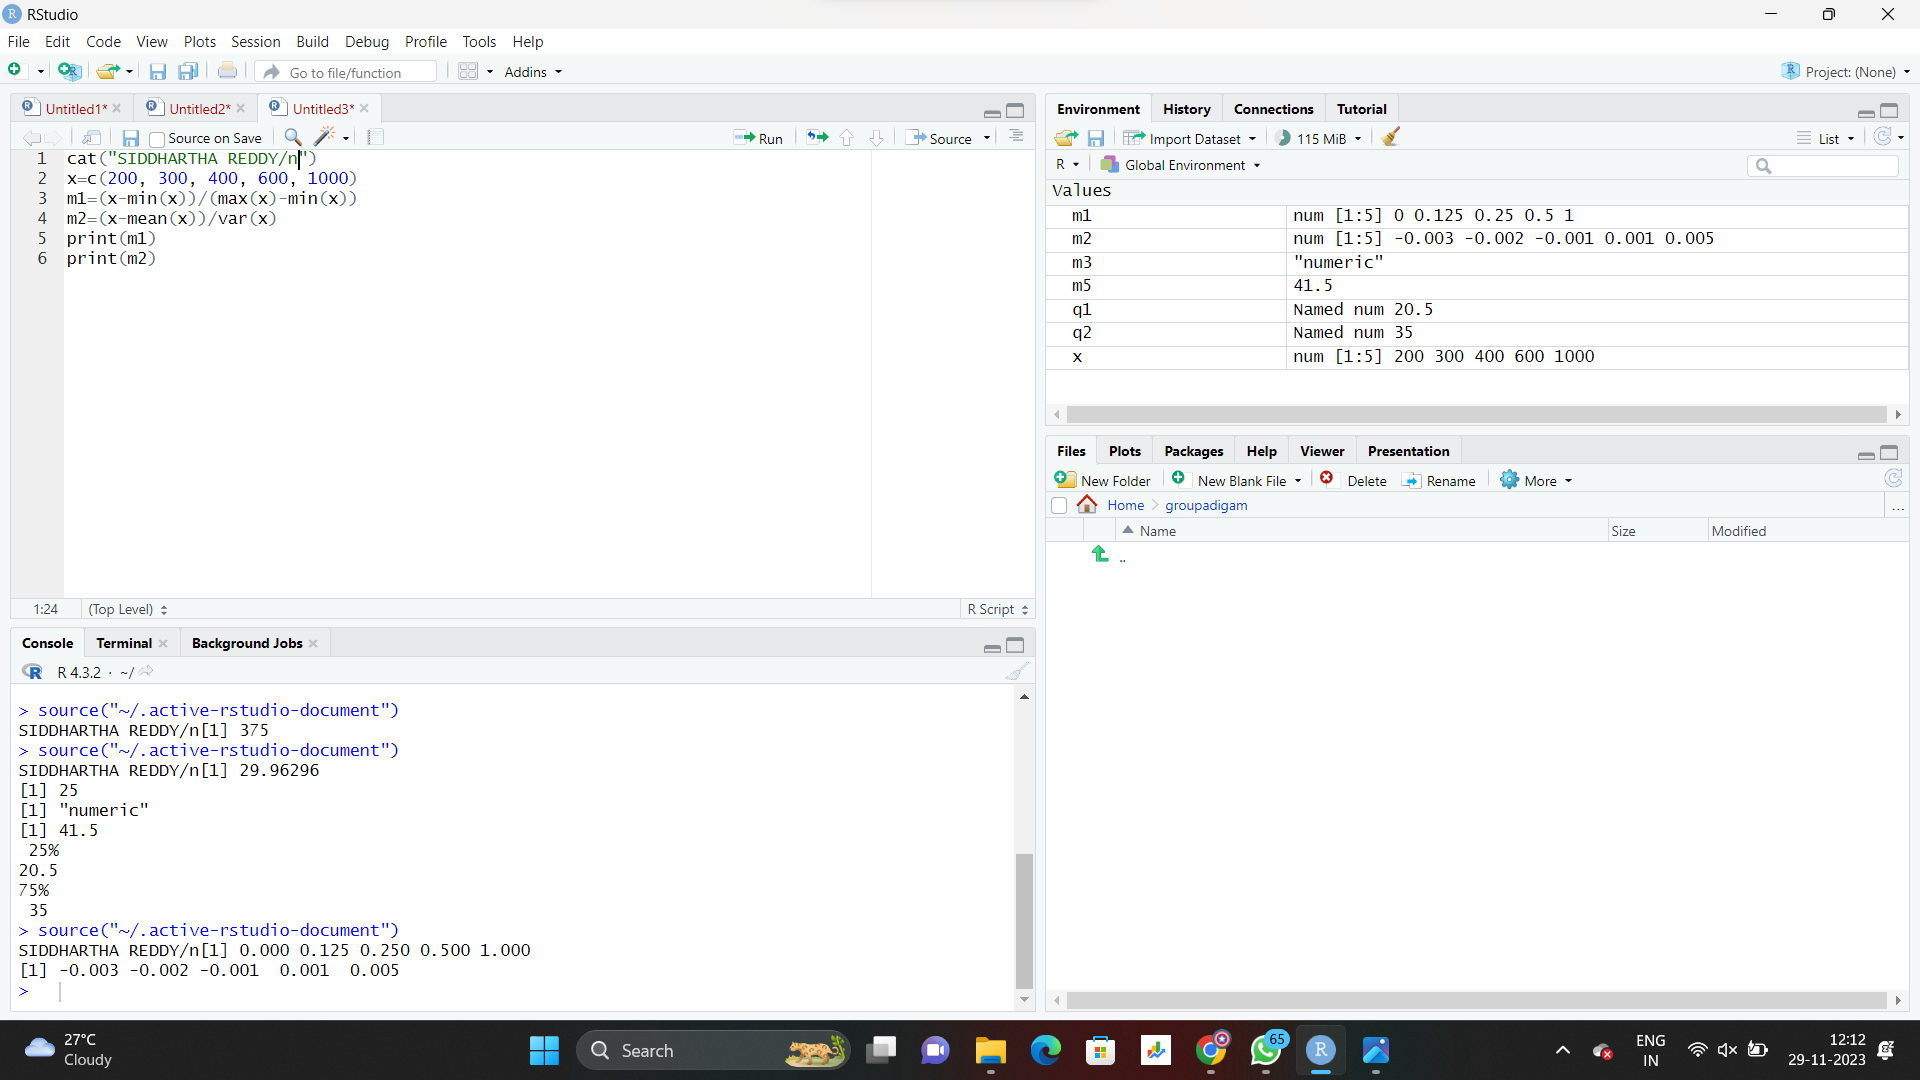 RStudio
File Edit Code View Plots Session Build Debug Profile Tools Help
Go to file/function Addins Project: (None)
Untitled1* Untitled2* Untitled3*
Source on Save Run Source
1 cat("SIDDHARTHA REDDY/n")
2 x=c(200, 300, 400, 600, 1000)
3 m1=(x-min(x))/(max(x)-min(x))
4 m2=(x-mean(x))/var(x)
5 print(m1)
6 print(m2)
1:24 (Top Level) R Script
Console Terminal Background Jobs
R 4.3.2 · ~/
> source("~/.active-rstudio-document")
SIDDHARTHA REDDY/n[1] 375
> source("~/.active-rstudio-document")
SIDDHARTHA REDDY/n[1] 29.96296
[1] 25
[1] "numeric"
[1] 41.5
25%
20.5
75%
35
> source("~/.active-rstudio-document")
SIDDHARTHA REDDY/n[1] 0.000 0.125 0.250 0.500 1.000
[1] -0.003 -0.002 -0.001 0.001 0.005
>
Environment History Connections Tutorial
Import Dataset 115 MiB List
R Global Environment
Values
m1 num [1:5] 0 0.125 0.25 0.5 1
m2 num [1:5] -0.003 -0.002 -0.001 0.001 0.005
m3 "numeric"
m5 41.5
q1 Named num 20.5
q2 Named num 35
x num [1:5] 200 300 400 600 1000
Files Plots Packages Help Viewer Presentation
New Folder New Blank File Delete Rename More
Home groupadigam ...
Name Size Modified
..
27°C
Cloudy
Search
65
ENG
IN
12:12
29-11-2023